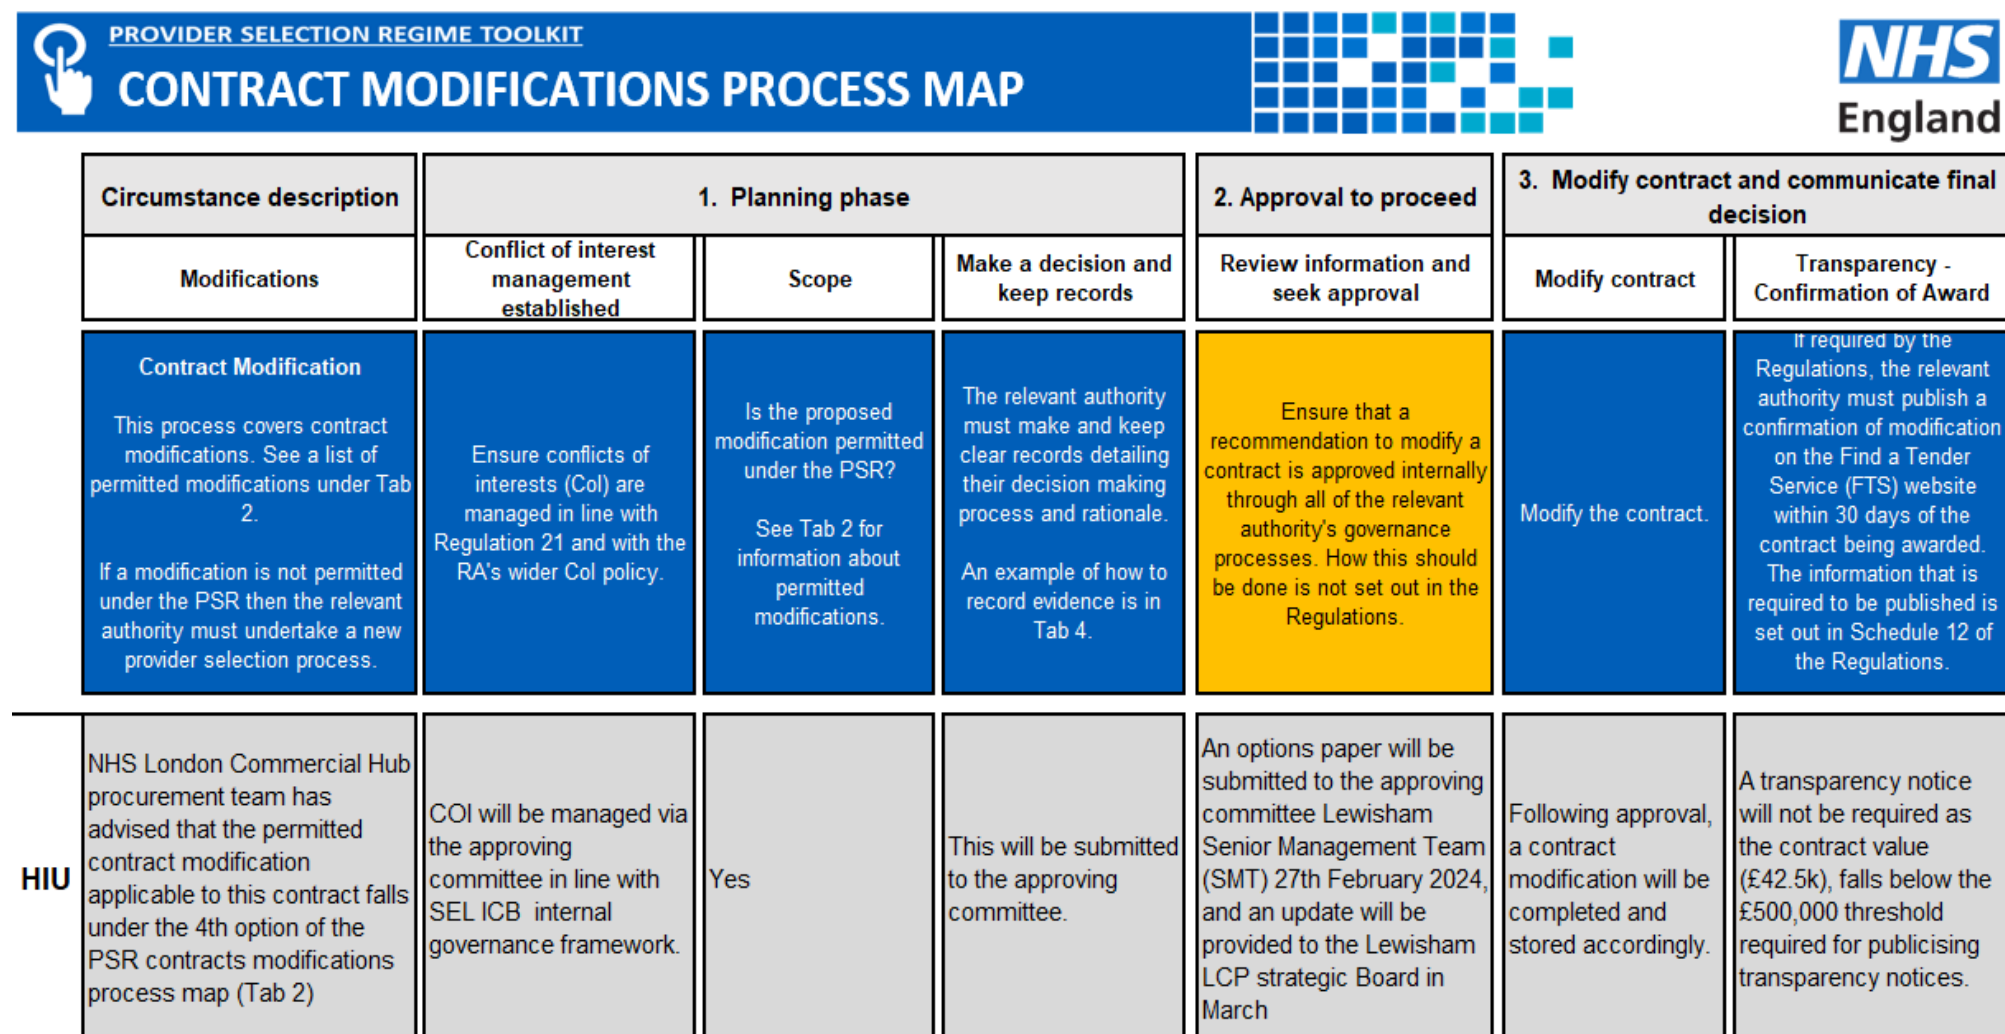 PROVIDER SELECTION REGIME TOOLKIT
CONTRACT MODIFICATIONS PROCESS MAP
NHS
England
Circumstance description
1. Planning phase
2. Approval to proceed
3. Modify contract and communicate final
decision
Modifications
Conflict of interest
management
established
Scope
Make a decision and
keep records
Review information and
seek approval
Modify contract
Transparency -
Confirmation of Award
Contract Modification
This process covers contract
modifications. See a list of
permitted modifications under Tab
2.
If a modification is not permitted
under the PSR then the relevant
authority must undertake a new
provider selection process.
Ensure conflicts of
interests (CoI) are
managed in line with
Regulation 21 and with the
RA's wider CoI policy.
Is the proposed
modification permitted
under the PSR?
See Tab 2 for
information about
permitted
modifications.
The relevant authority
must make and keep
clear records detailing
their decision making
process and rationale.
An example of how to
record evidence is in
Tab 4.
Ensure that a
recommendation to modify a
contract is approved internally
through all of the relevant
authority's governance
processes. How this should
be done is not set out in the
Regulations.
Modify the contract.
If required by the
Regulations, the relevant
authority must publish a
confirmation of modification
on the Find a Tender
Service (FTS) website
within 30 days of the
contract being awarded.
The information that is
required to be published is
set out in Schedule 12 of
the Regulations.
HIU
NHS London Commercial Hub
procurement team has
advised that the permitted
contract modification
applicable to this contract falls
under the 4th option of the
PSR contracts modifications
process map (Tab 2)
COI will be managed via
the approving
committee in line with
SEL ICB internal
governance framework.
Yes
This will be submitted
to the approving
committee.
An options paper will be
submitted to the approving
committee Lewisham
Senior Management Team
(SMT) 27th February 2024,
and an update will be
provided to the Lewisham
LCP strategic Board in
March
Following approval,
a contract
modification will be
completed and
stored accordingly.
A transparency notice
will not be required as
the contract value
(£42.5k), falls below the
£500,000 threshold
required for publicising
transparency notices.